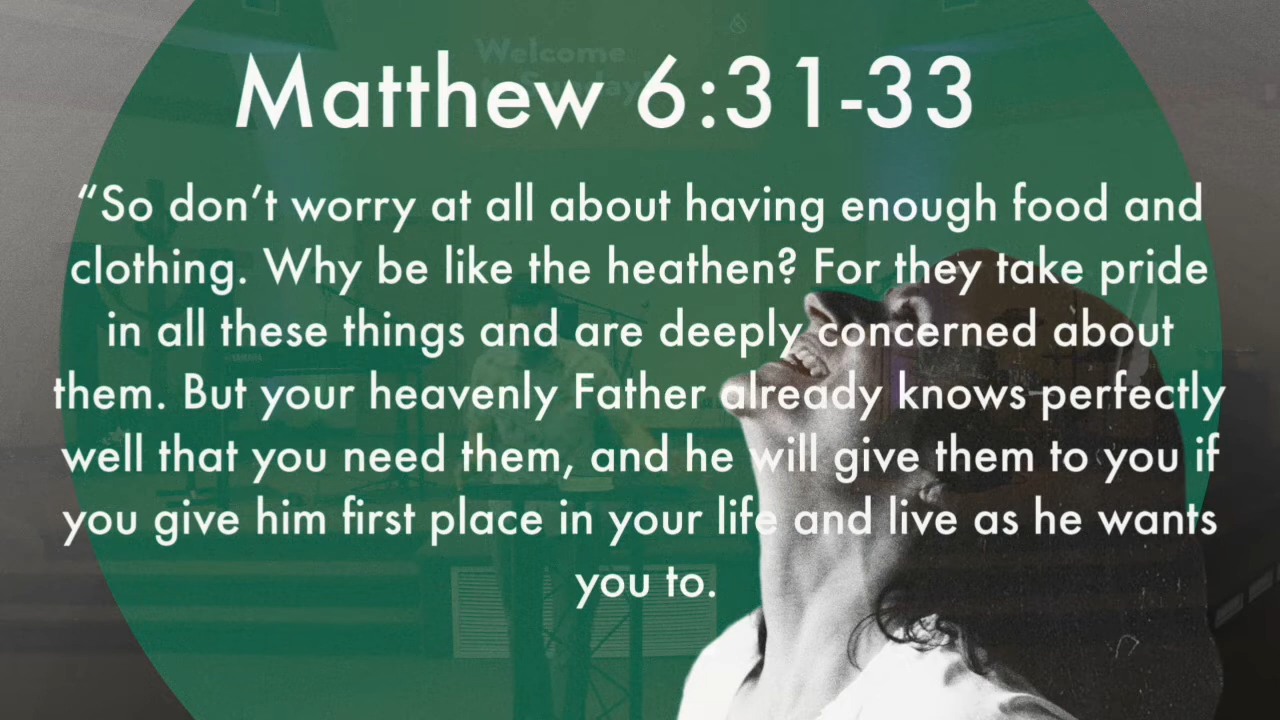 Welcome
Matthew 6:31-33
“So don’t worry at all about having enough food and
clothing. Why be like the heathen? For they take pride
in all these things and are deeply concerned about
them. But your heavenly Father already knows perfectly
well that you need them, and he will give them to you if
you give him first place in your life and live as he wants
you to.